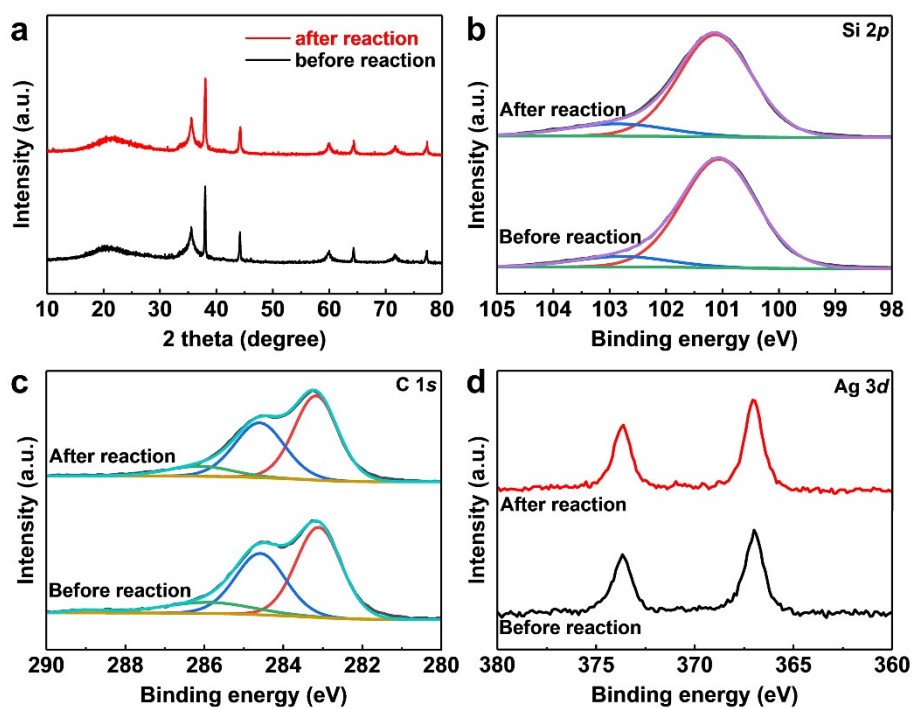 a
after reaction
before reaction
Intensity (a.u.)
10 20 30 40 50 60 70 80
2 theta (degree)
b
Si 2p
After reaction
Before reaction
Intensity (a.u.)
105 104 103 102 101 100 99 98
Binding energy (eV)
c
C 1s
After reaction
Before reaction
Intensity (a.u.)
290 288 286 284 282 280
Binding energy (eV)
d
Ag 3d
After reaction
Before reaction
Intensity (a.u.)
380 375 370 365 360
Binding energy (eV)